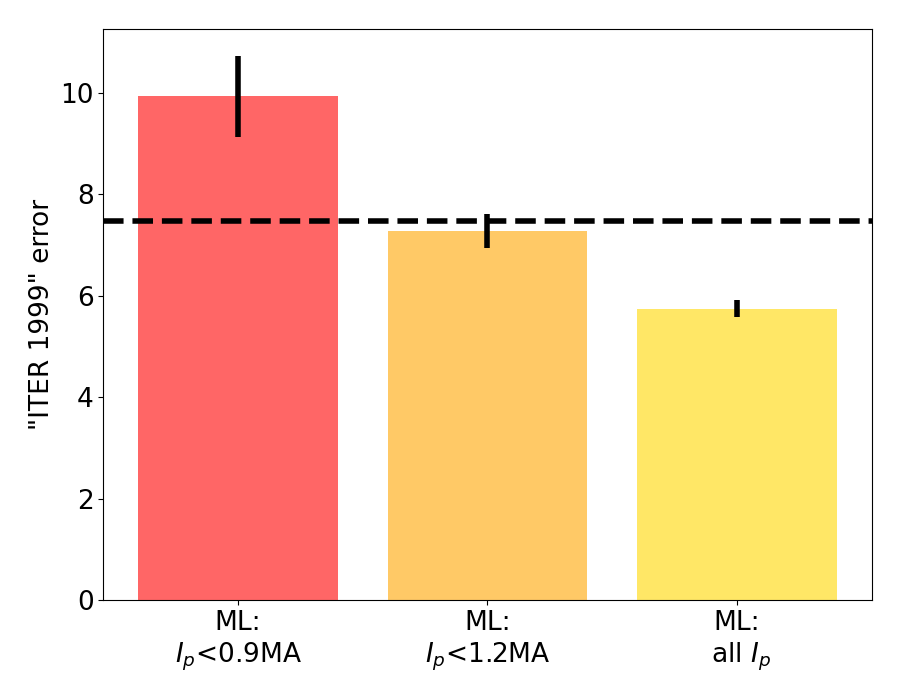 10
8
6
4
2
0
"ITER 1999" error
ML:
I_p<0.9MA
ML:
I_p<1.2MA
ML:
all I_p